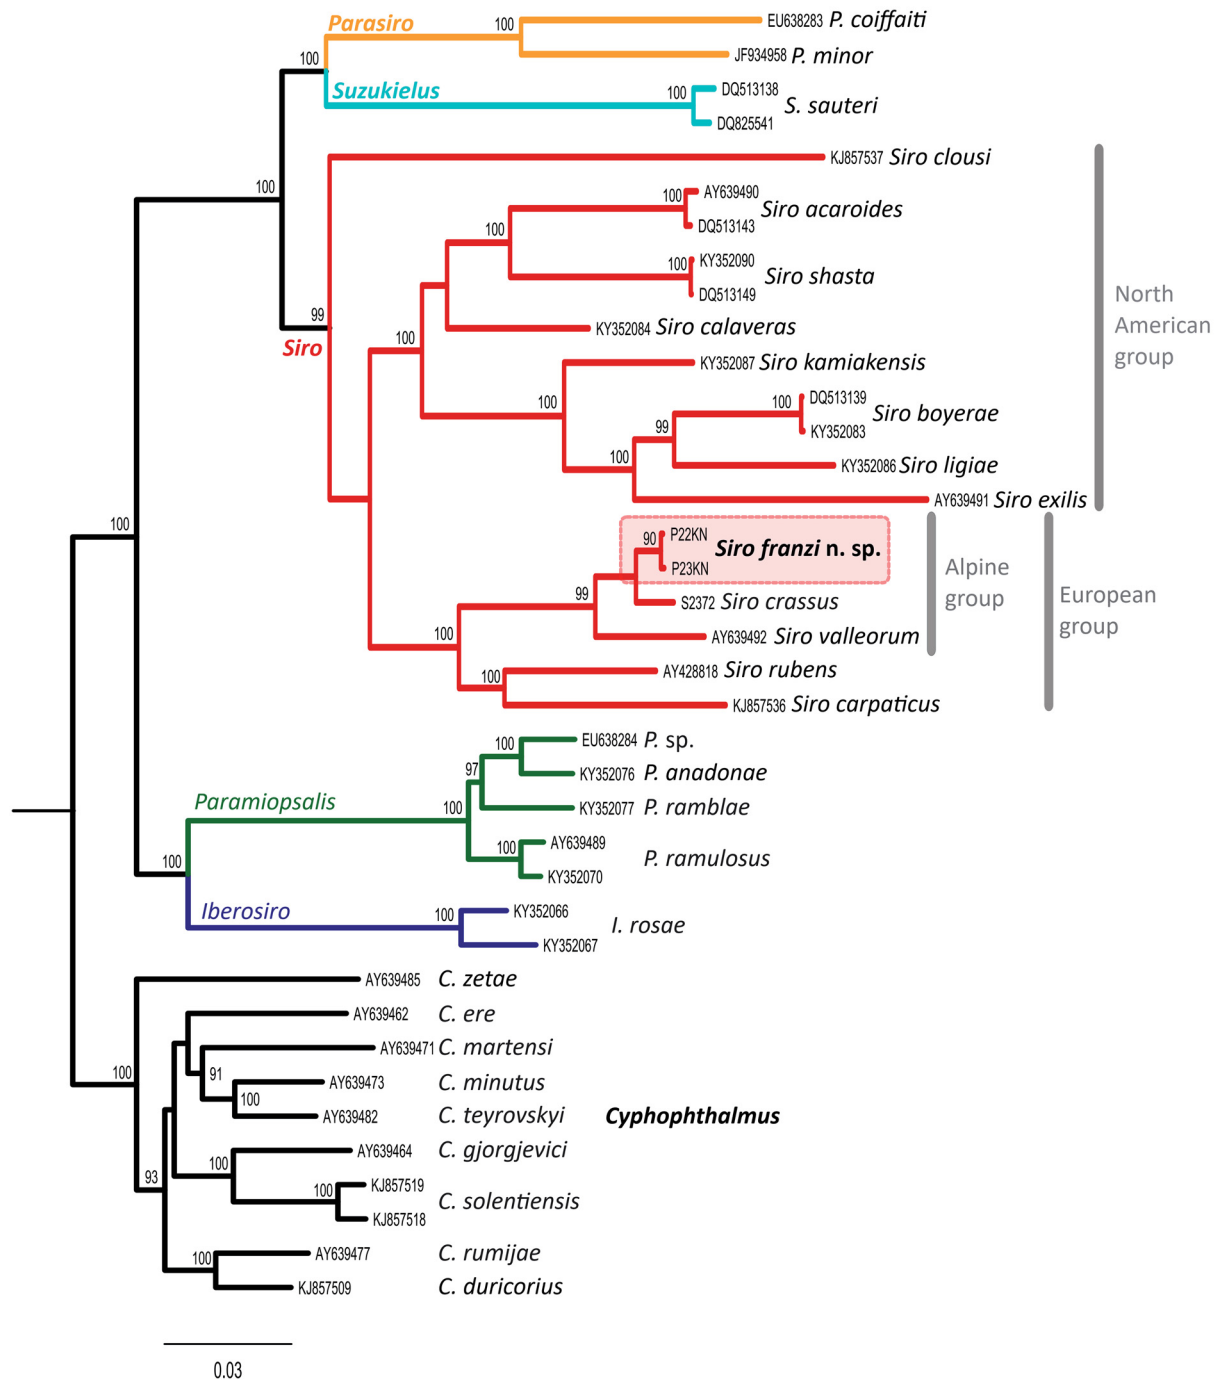 Parasiro
100
EU638283 P. coiffaiti
JF934958 P. minor
100
Suzukielus
100
DQ513138
S. sauteri
DQ825541
100
KJ857537 Siro clousi
100
AY639490
Siro acaroides
DQ513143
100
100
KY352090
Siro shasta
DQ513149
99
Siro
100
KY352084 Siro calaveras
KY352087 Siro kamiakensis
100
100
DQ513139
Siro boyerae
KY352083
99
100
KY352086 Siro ligiae
AY639491 Siro exilis
North
American
group
100
90
P22KN
Siro franzi n. sp.
P23KN
99
S2372 Siro crassus
AY639492 Siro valleorum
Alpine
group
European
group
100
100
AY428818 Siro rubens
KJ857536 Siro carpaticus
100
EU638284 P. sp.
97
KY352076 P. anadonae
Paramiopsalis
100
KY352077 P. ramblae
100
AY639489
P. ramulosus
KY352070
100
Iberosiro
100
KY352066
I. rosae
KY352067
AY639485 C. zetae
AY639462 C. ere
AY639471 C. martensi
100
91
AY639473 C. minutus
100
AY639482 C. teyrovskyi
Cyphophthalmus
AY639464 C. gjorgjevici
100
93
100
KJ857519
C. solentiensis
KJ857518
100
AY639477 C. rumijae
KJ857509 C. duricorius
0.03